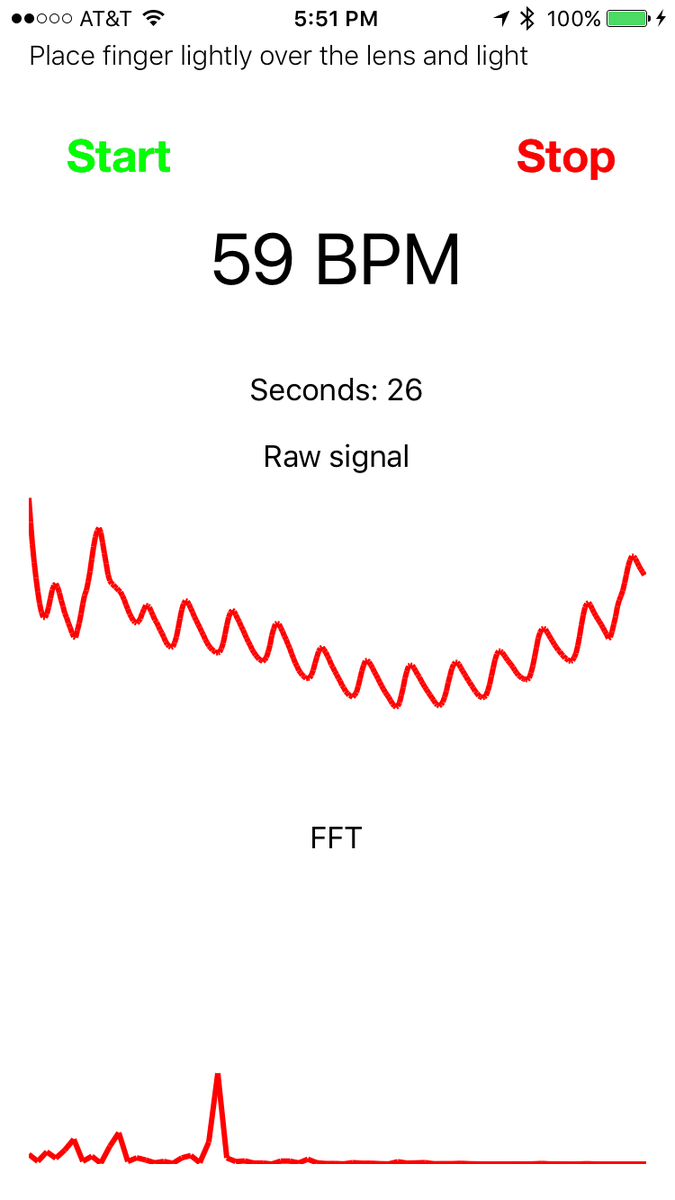 AT&T 5:51 PM 100%
Place finger lightly over the lens and light
Start Stop
59 BPM
Seconds: 26
Raw signal
FFT